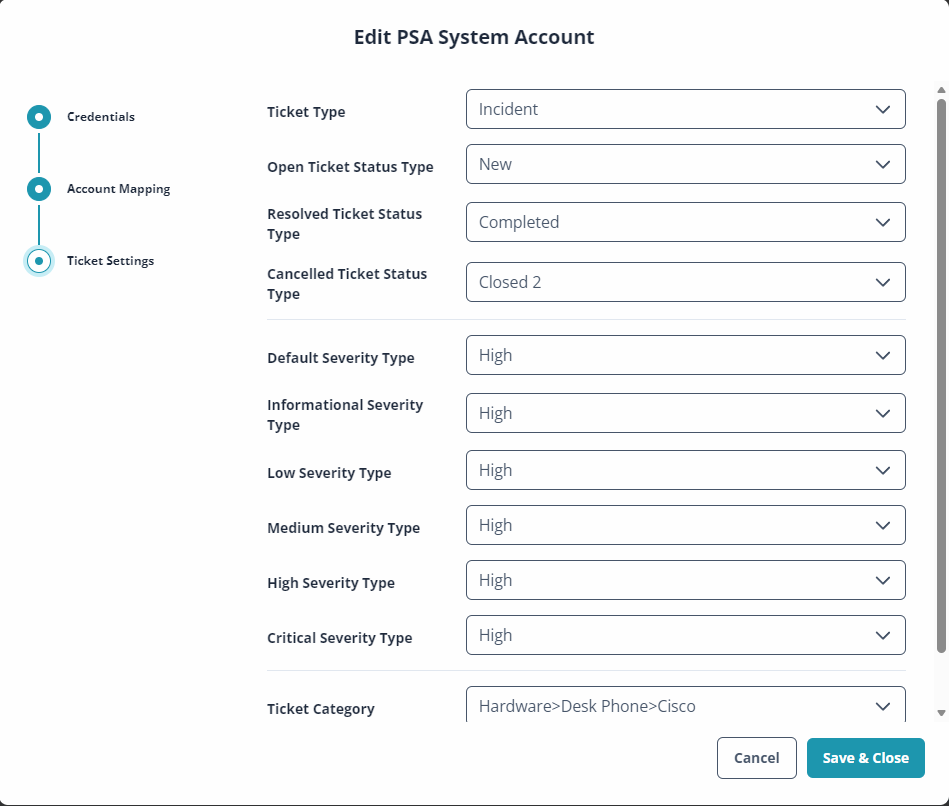 Edit PSA System Account
Credentials
Account Mapping
Ticket Settings
Ticket Type
Incident
Open Ticket Status Type
New
Resolved Ticket Status
Type
Completed
Cancelled Ticket Status
Type
Closed 2
Default Severity Type
High
Informational Severity
Type
High
Low Severity Type
High
Medium Severity Type
High
High Severity Type
High
Critical Severity Type
High
Ticket Category
Hardware>Desk Phone>Cisco
Cancel
Save & Close